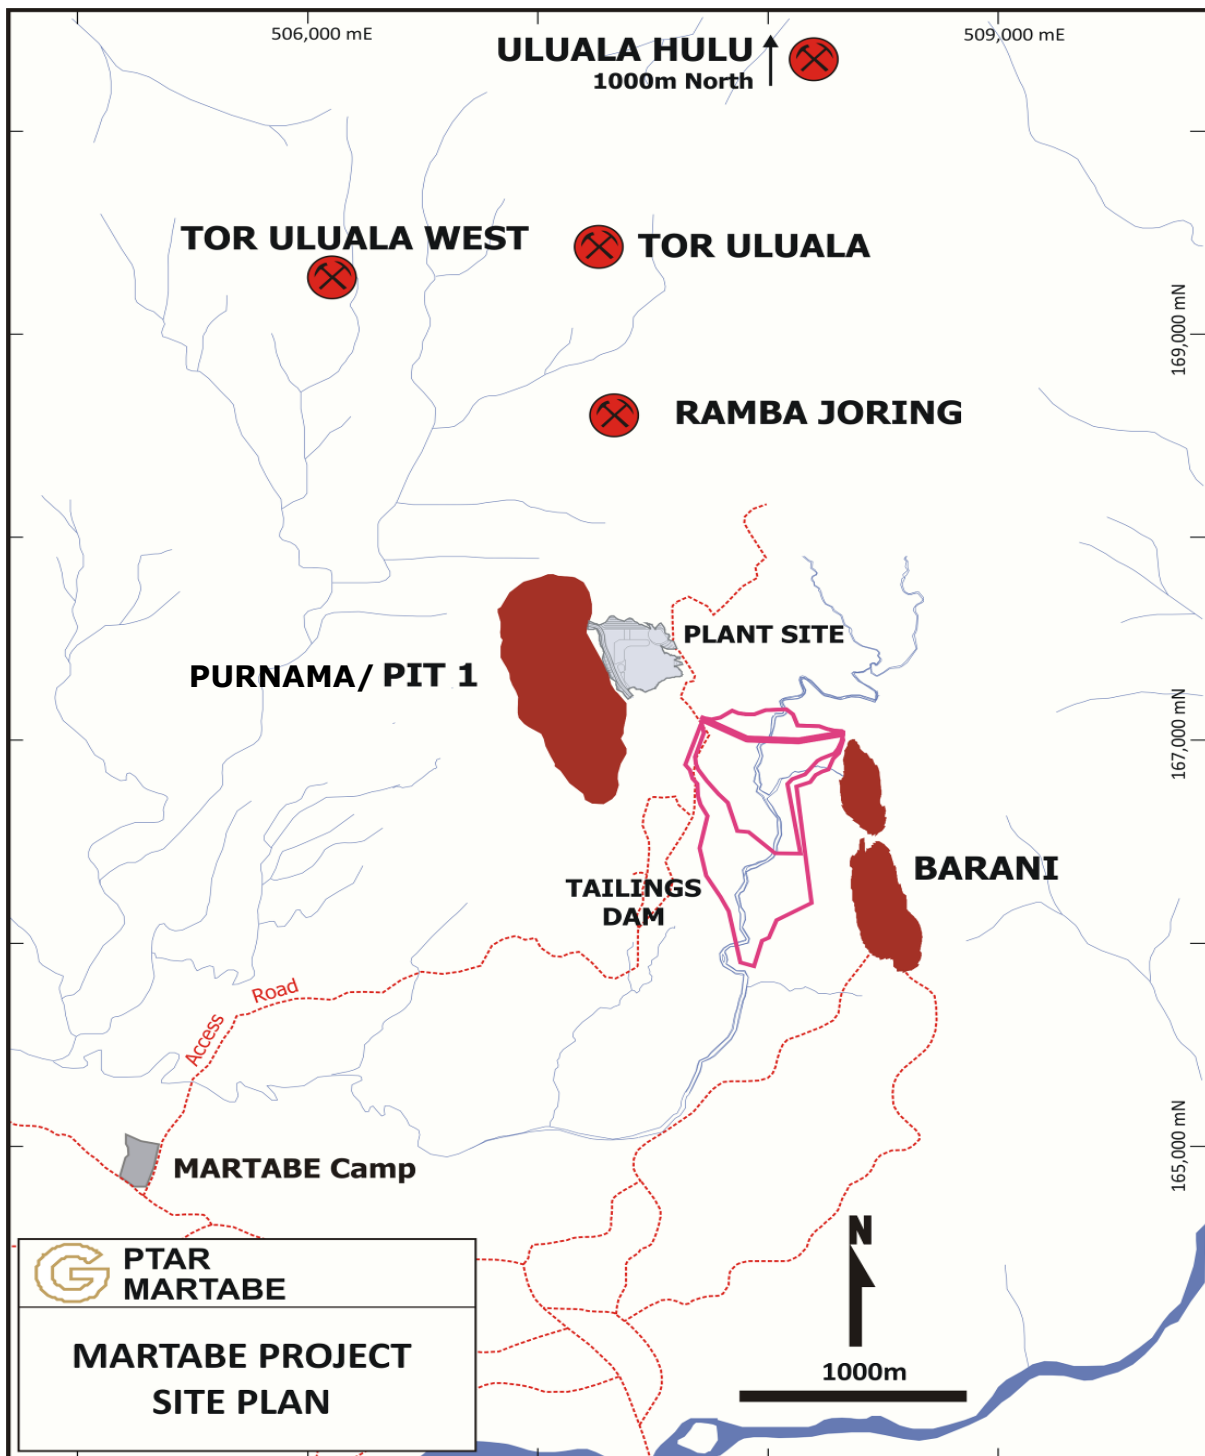 506,000 mE
509,000 mE
ULUALA HULU
1000m North
TOR ULUALA WEST
TOR ULUALA
169,000 mN
RAMBA JORING
PLANT SITE
PURNAMA/ PIT 1
167,000 mN
BARANI
TAILINGS
DAM
Access Road
165,000 mN
MARTABE Camp
N
1000m
G
PTAR
MARTABE
MARTABE PROJECT
SITE PLAN